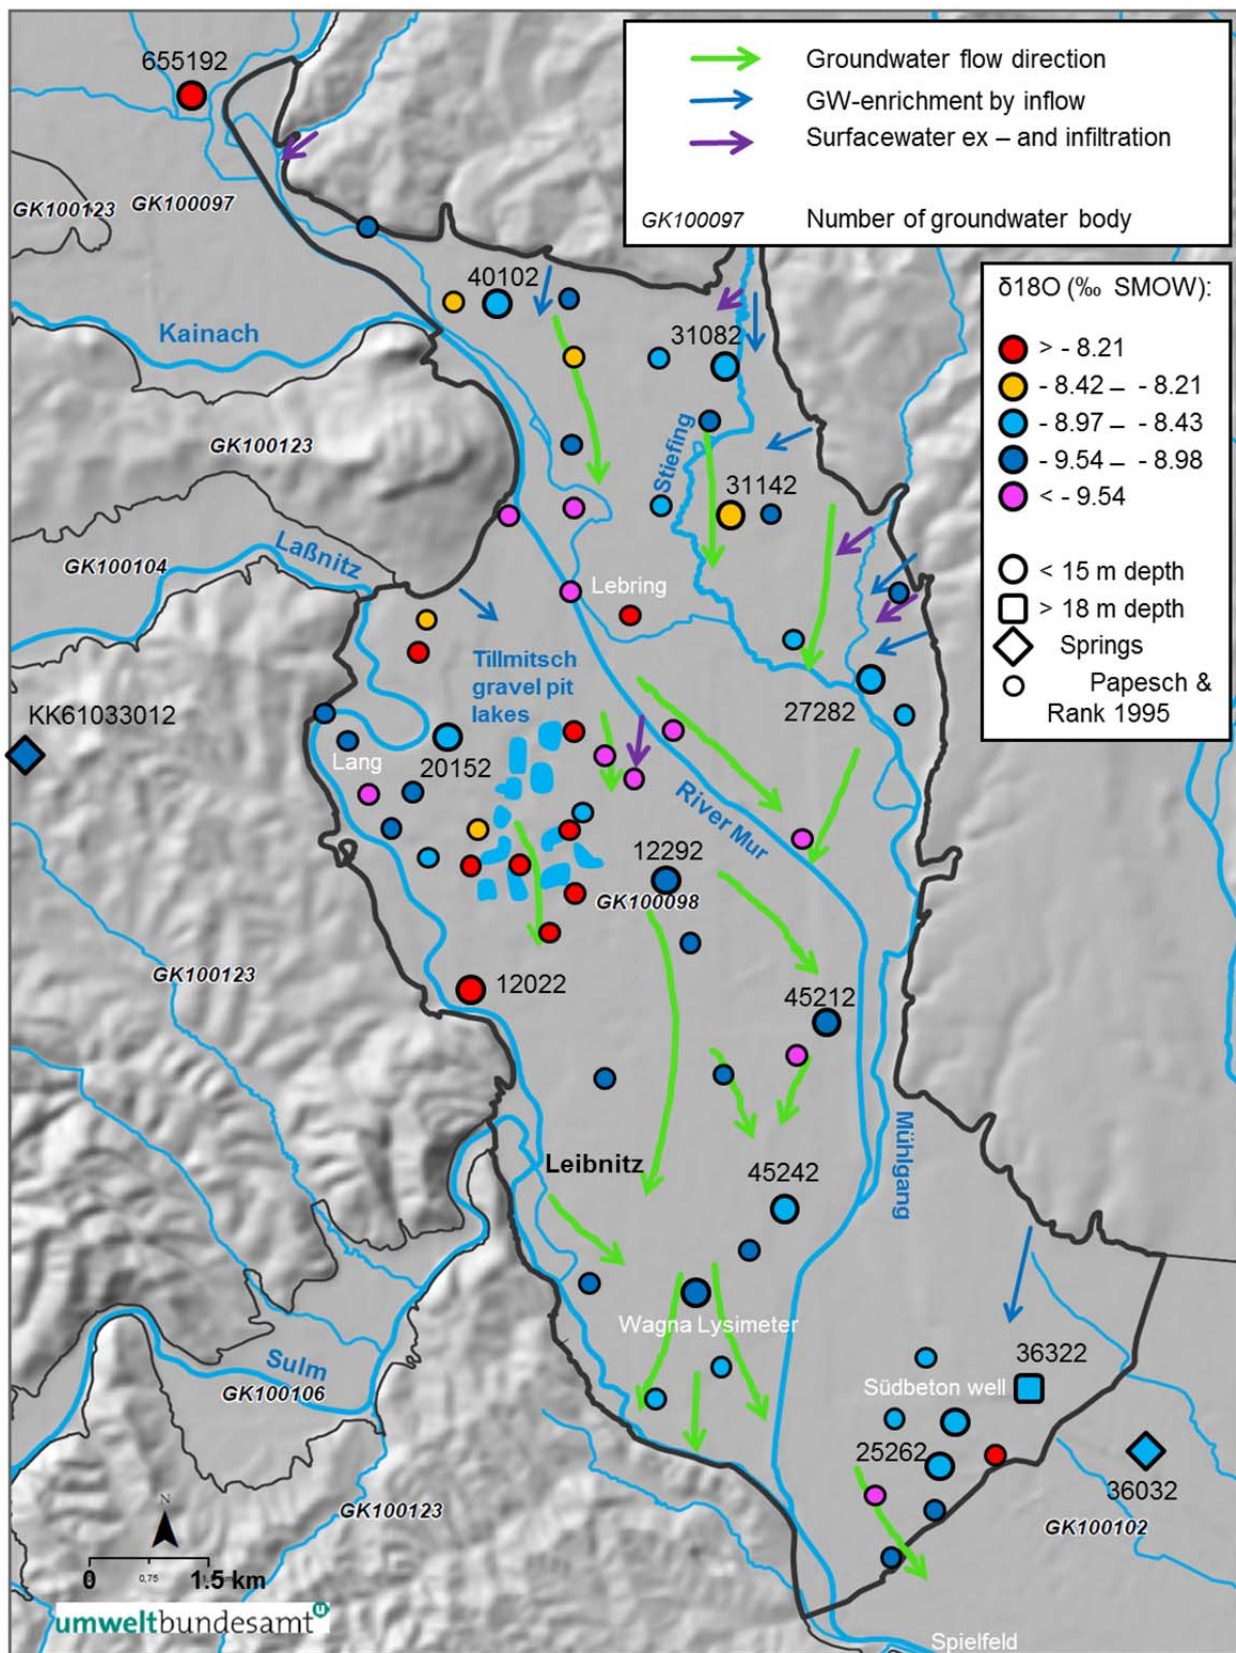 655192
Groundwater flow direction
GW-enrichment by inflow
Surfacewater ex – and infiltration
GK100097 Number of groundwater body
GK100123
GK100097
δ18O (‰ SMOW):
> - 8.21
- 8.42 – - 8.21
- 8.97 – - 8.43
- 9.54 – - 8.98
< - 9.54
< 15 m depth
> 18 m depth
Springs
Papesch &
Rank 1995
40102
Kainach
31082
GK100123
Stiefing
31142
Laßnitz
GK100104
Lebring
Tillmitsch
gravel pit
lakes
27282
KK61033012
Lang
20152
River Mur
12292
GK100098
GK100123
12022
45212
Mühlgang
Leibnitz
45242
Wagna Lysimeter
Sulm
GK100106
36322
Südbeton well
25262
36032
GK100102
GK100123
N
0 0,75 1.5 km
umweltbundesamt
u
Spielfeld